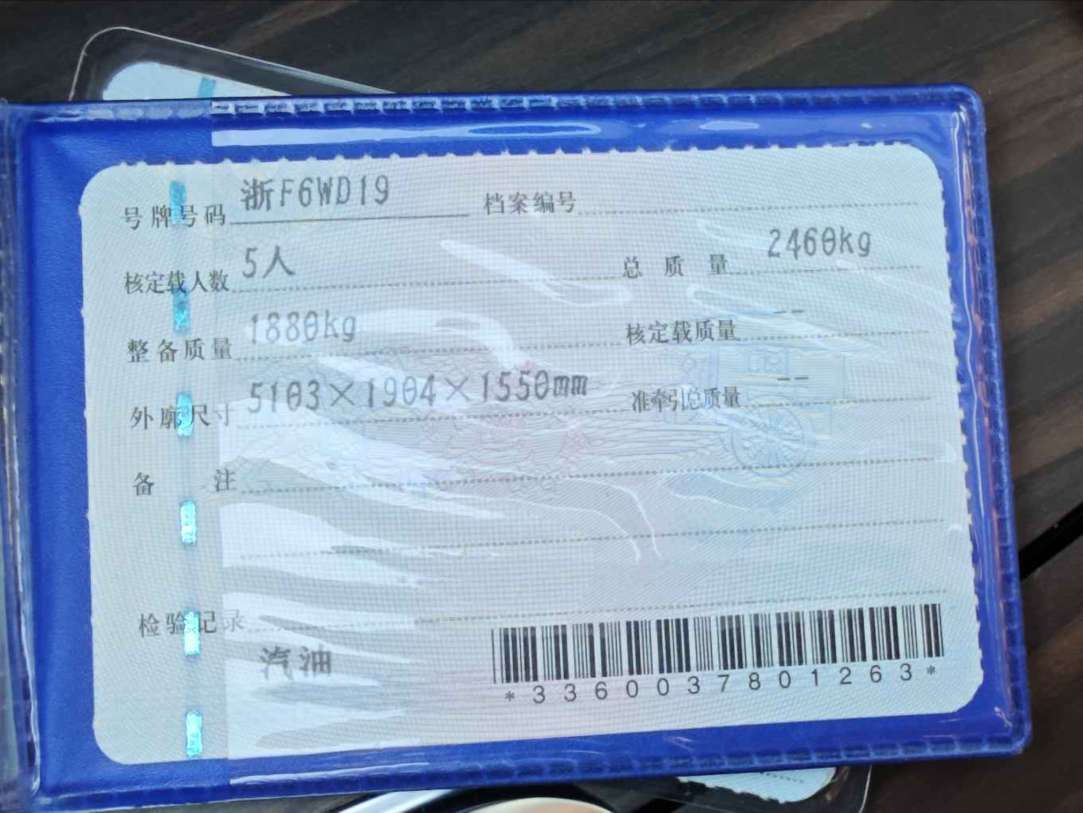 号牌号码 浙F6WD19 档案编号
核定载人数 5人 总质量 2460kg
整备质量 1880kg 核定载质量 --
外廓尺寸 5103×1904×1550mm 准牵引总质量 --
备注
检验记录
汽油
*3360037801263*